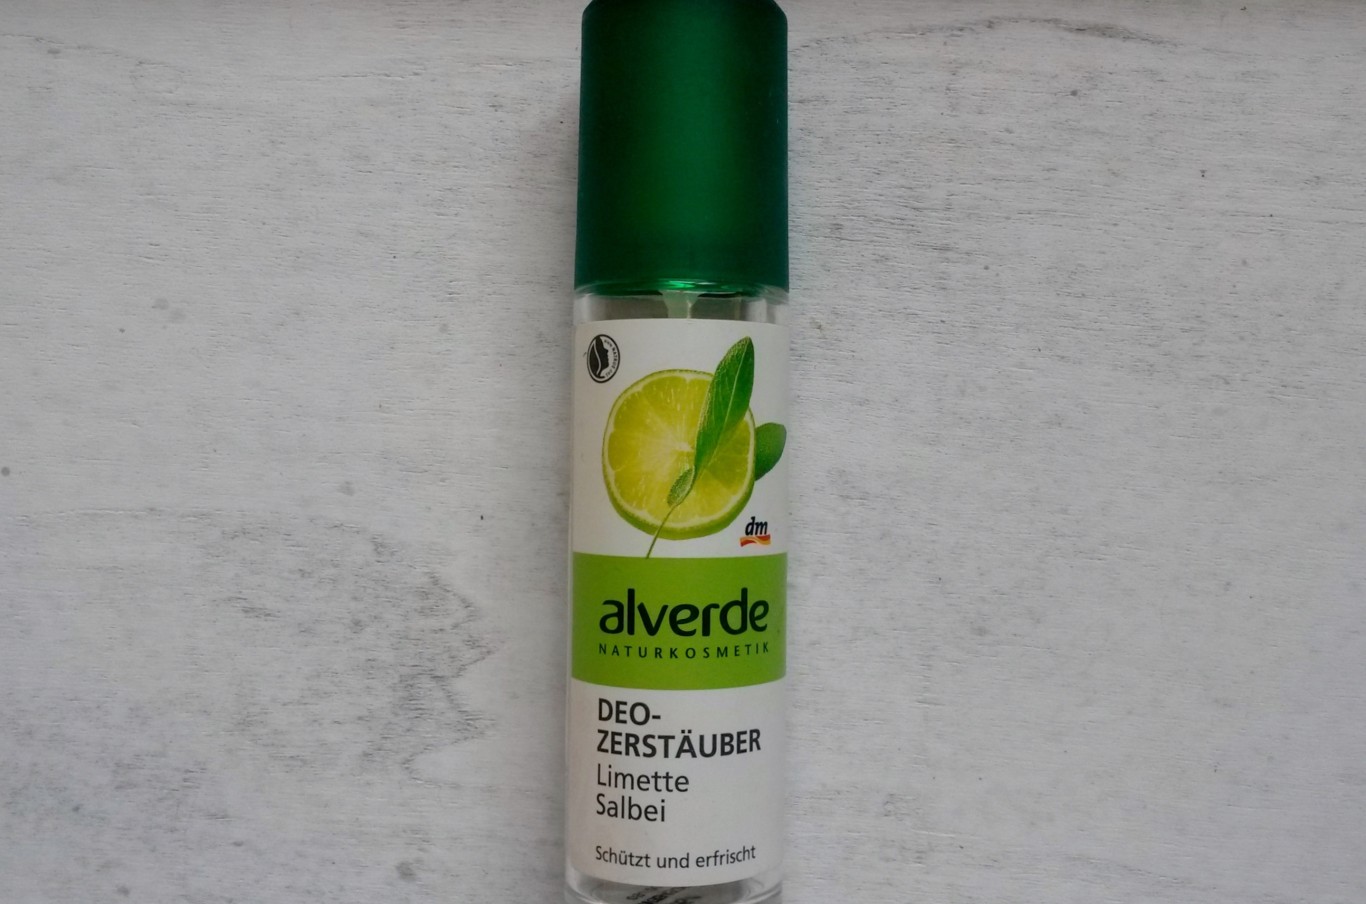 dm
alverde
NATURKOSMETIK
DEO-
ZERSTÄUBER
Limette
Salbei
Schützt und erfrischt